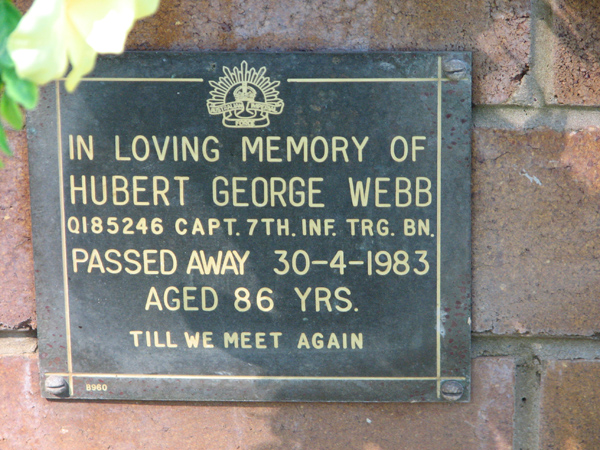 IN LOVING MEMORY OF
HUBERT GEORGE WEBB
Q185246 CAPT. 7TH. INF. TRG. BN.
PASSED AWAY 30-4-1983
AGED 86 YRS.
TILL WE MEET AGAIN
8960